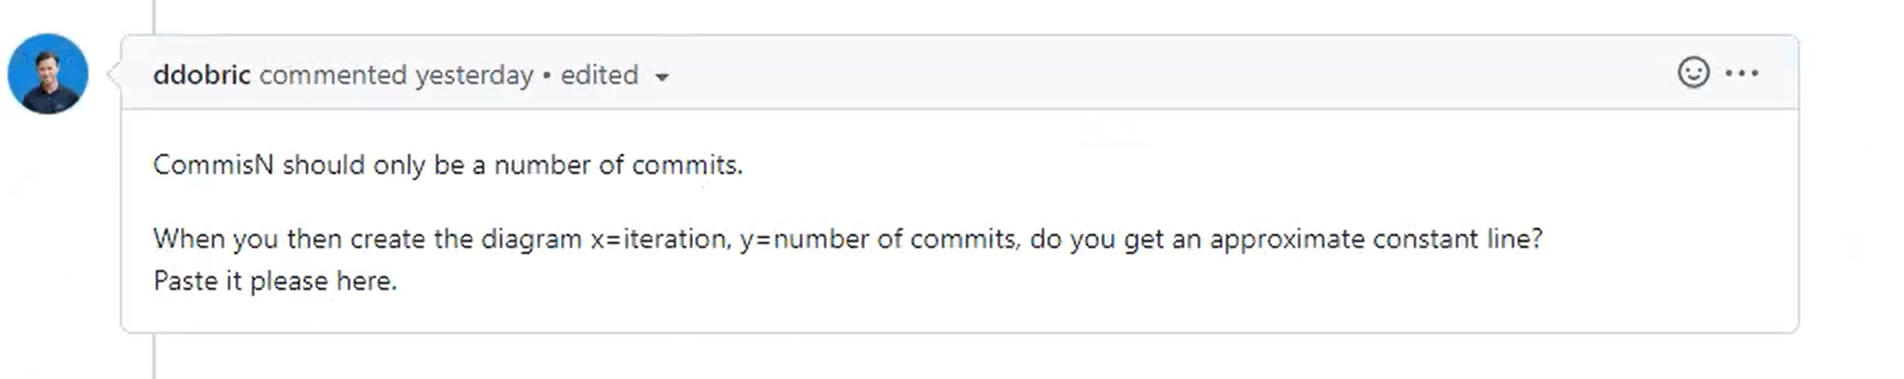 ddobric commented yesterday • edited
CommisN should only be a number of commits.
When you then create the diagram x=iteration, y=number of commits, do you get an approximate constant line?
Paste it please here.